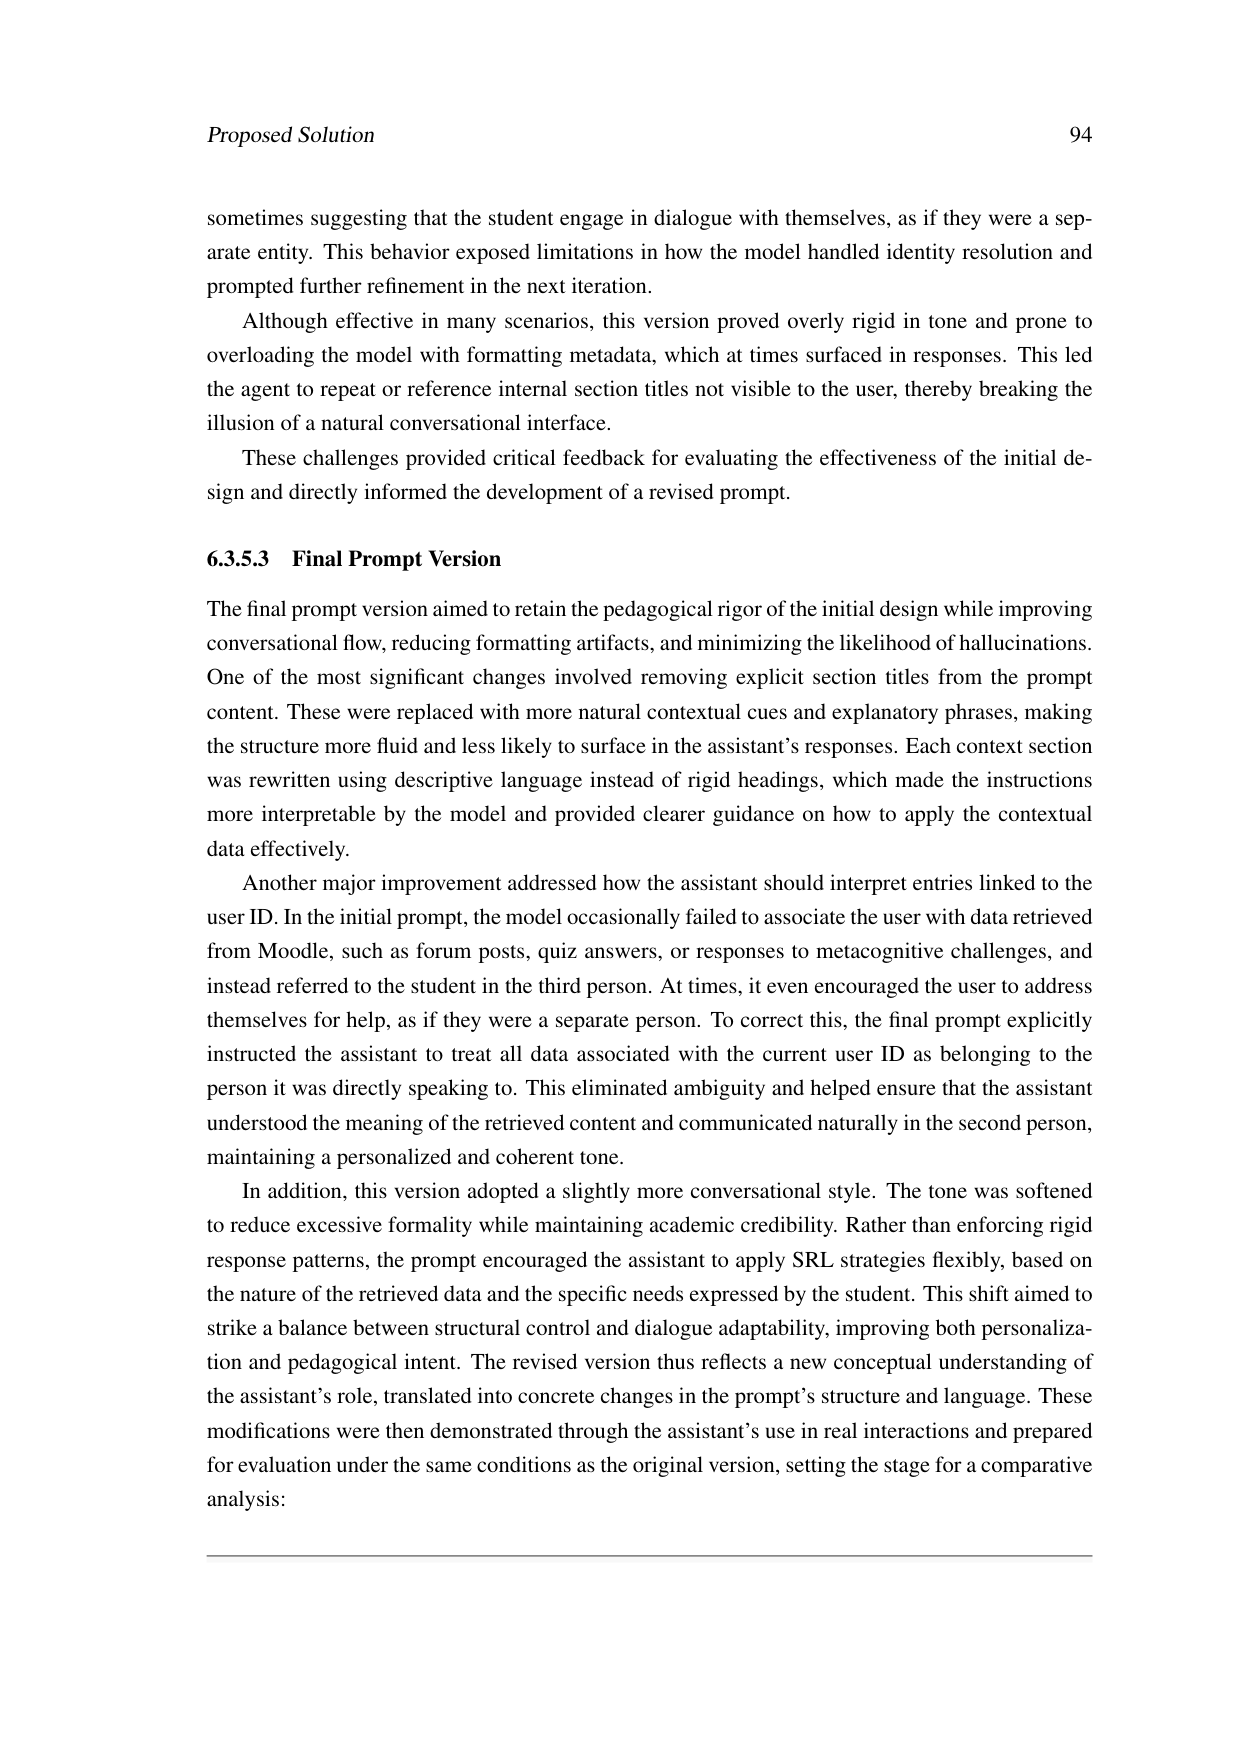 Proposed Solution 94
sometimes suggesting that the student engage in dialogue with themselves, as if they were a sep-
arate entity. This behavior exposed limitations in how the model handled identity resolution and
prompted further refinement in the next iteration.
Although effective in many scenarios, this version proved overly rigid in tone and prone to
overloading the model with formatting metadata, which at times surfaced in responses. This led
the agent to repeat or reference internal section titles not visible to the user, thereby breaking the
illusion of a natural conversational interface.
These challenges provided critical feedback for evaluating the effectiveness of the initial de-
sign and directly informed the development of a revised prompt.
6.3.5.3 Final Prompt Version
The final prompt version aimed to retain the pedagogical rigor of the initial design while improving
conversational flow, reducing formatting artifacts, and minimizing the likelihood of hallucinations.
One of the most significant changes involved removing explicit section titles from the prompt
content. These were replaced with more natural contextual cues and explanatory phrases, making
the structure more fluid and less likely to surface in the assistant's responses. Each context section
was rewritten using descriptive language instead of rigid headings, which made the instructions
more interpretable by the model and provided clearer guidance on how to apply the contextual
data effectively.
Another major improvement addressed how the assistant should interpret entries linked to the
user ID. In the initial prompt, the model occasionally failed to associate the user with data retrieved
from Moodle, such as forum posts, quiz answers, or responses to metacognitive challenges, and
instead referred to the student in the third person. At times, it even encouraged the user to address
themselves for help, as if they were a separate person. To correct this, the final prompt explicitly
instructed the assistant to treat all data associated with the current user ID as belonging to the
person it was directly speaking to. This eliminated ambiguity and helped ensure that the assistant
understood the meaning of the retrieved content and communicated naturally in the second person,
maintaining a personalized and coherent tone.
In addition, this version adopted a slightly more conversational style. The tone was softened
to reduce excessive formality while maintaining academic credibility. Rather than enforcing rigid
response patterns, the prompt encouraged the assistant to apply SRL strategies flexibly, based on
the nature of the retrieved data and the specific needs expressed by the student. This shift aimed to
strike a balance between structural control and dialogue adaptability, improving both personaliza-
tion and pedagogical intent. The revised version thus reflects a new conceptual understanding of
the assistant's role, translated into concrete changes in the prompt's structure and language. These
modifications were then demonstrated through the assistant's use in real interactions and prepared
for evaluation under the same conditions as the original version, setting the stage for a comparative
analysis: